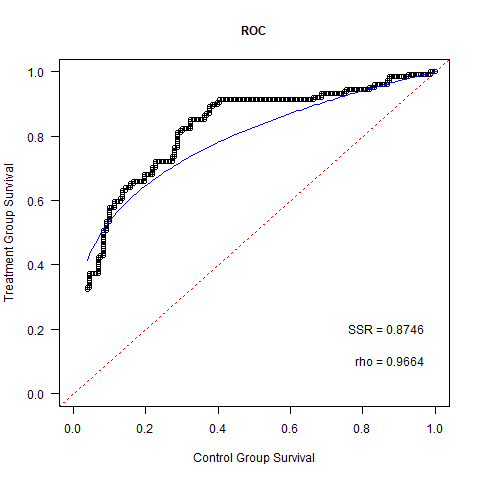 ROC
Treatment Group Survival
1.0
0.8
0.6
0.4
0.2
0.0
SSR = 0.8746
rho = 0.9664
0.0 0.2 0.4 0.6 0.8 1.0
Control Group Survival